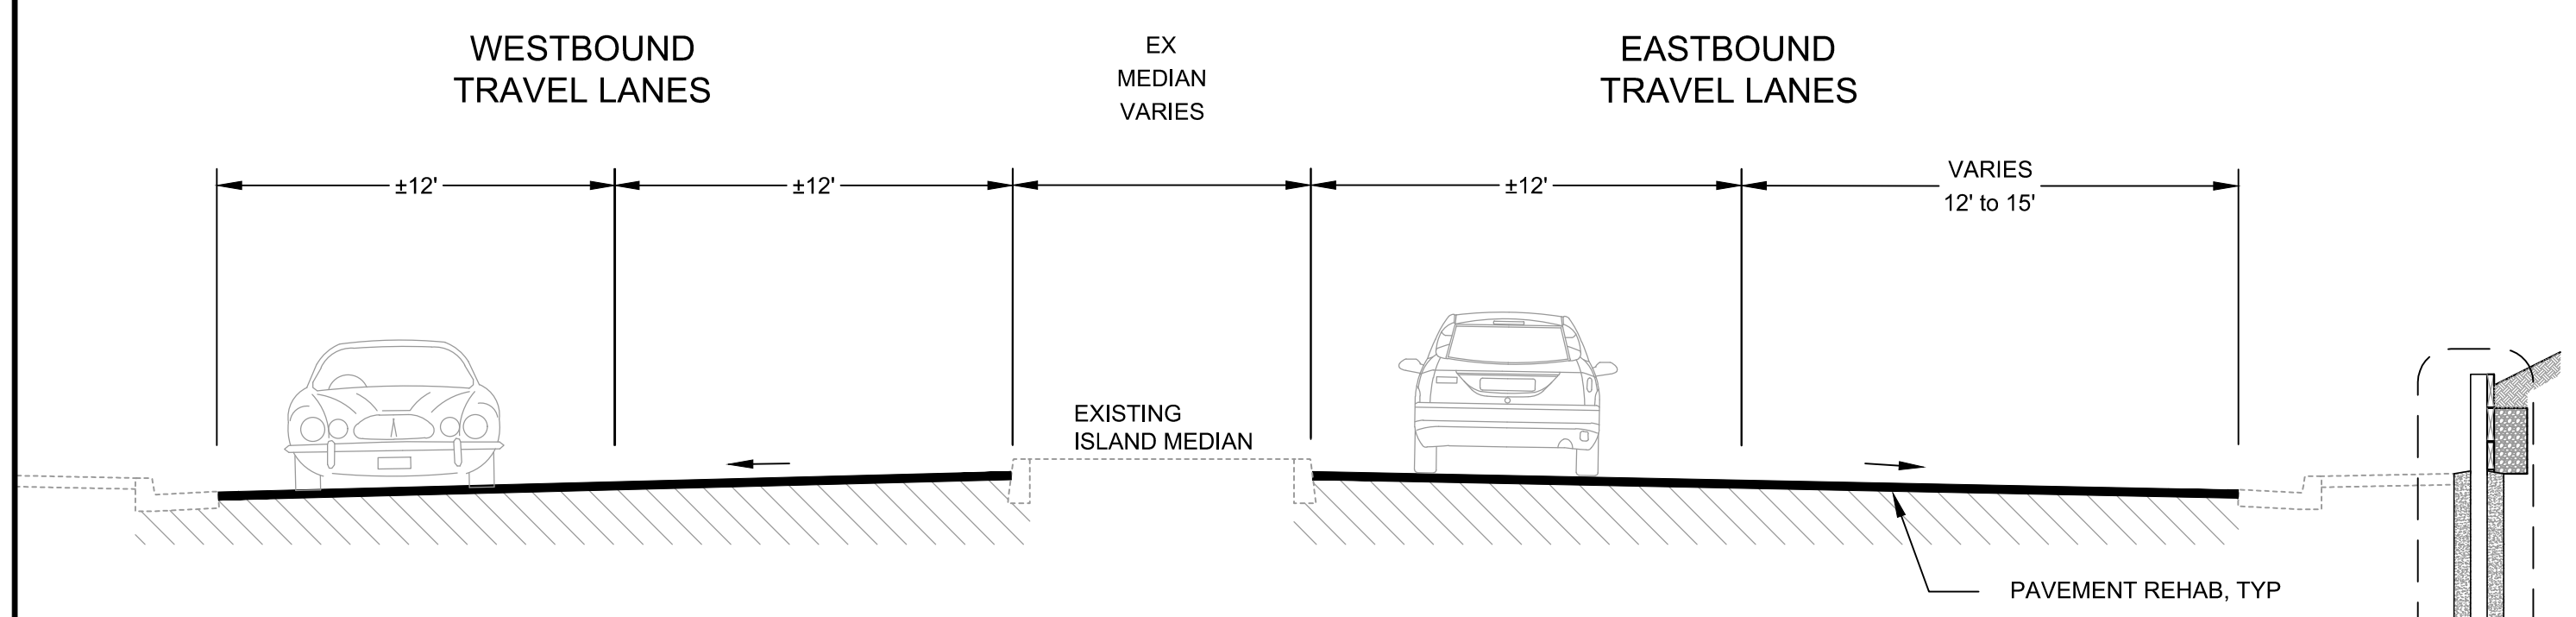 WESTBOUND
TRAVEL LANES
EX
MEDIAN
VARIES
EASTBOUND
TRAVEL LANES
±12'
±12'
±12'
VARIES
12' to 15'
EXISTING
ISLAND MEDIAN
PAVEMENT REHAB, TYP